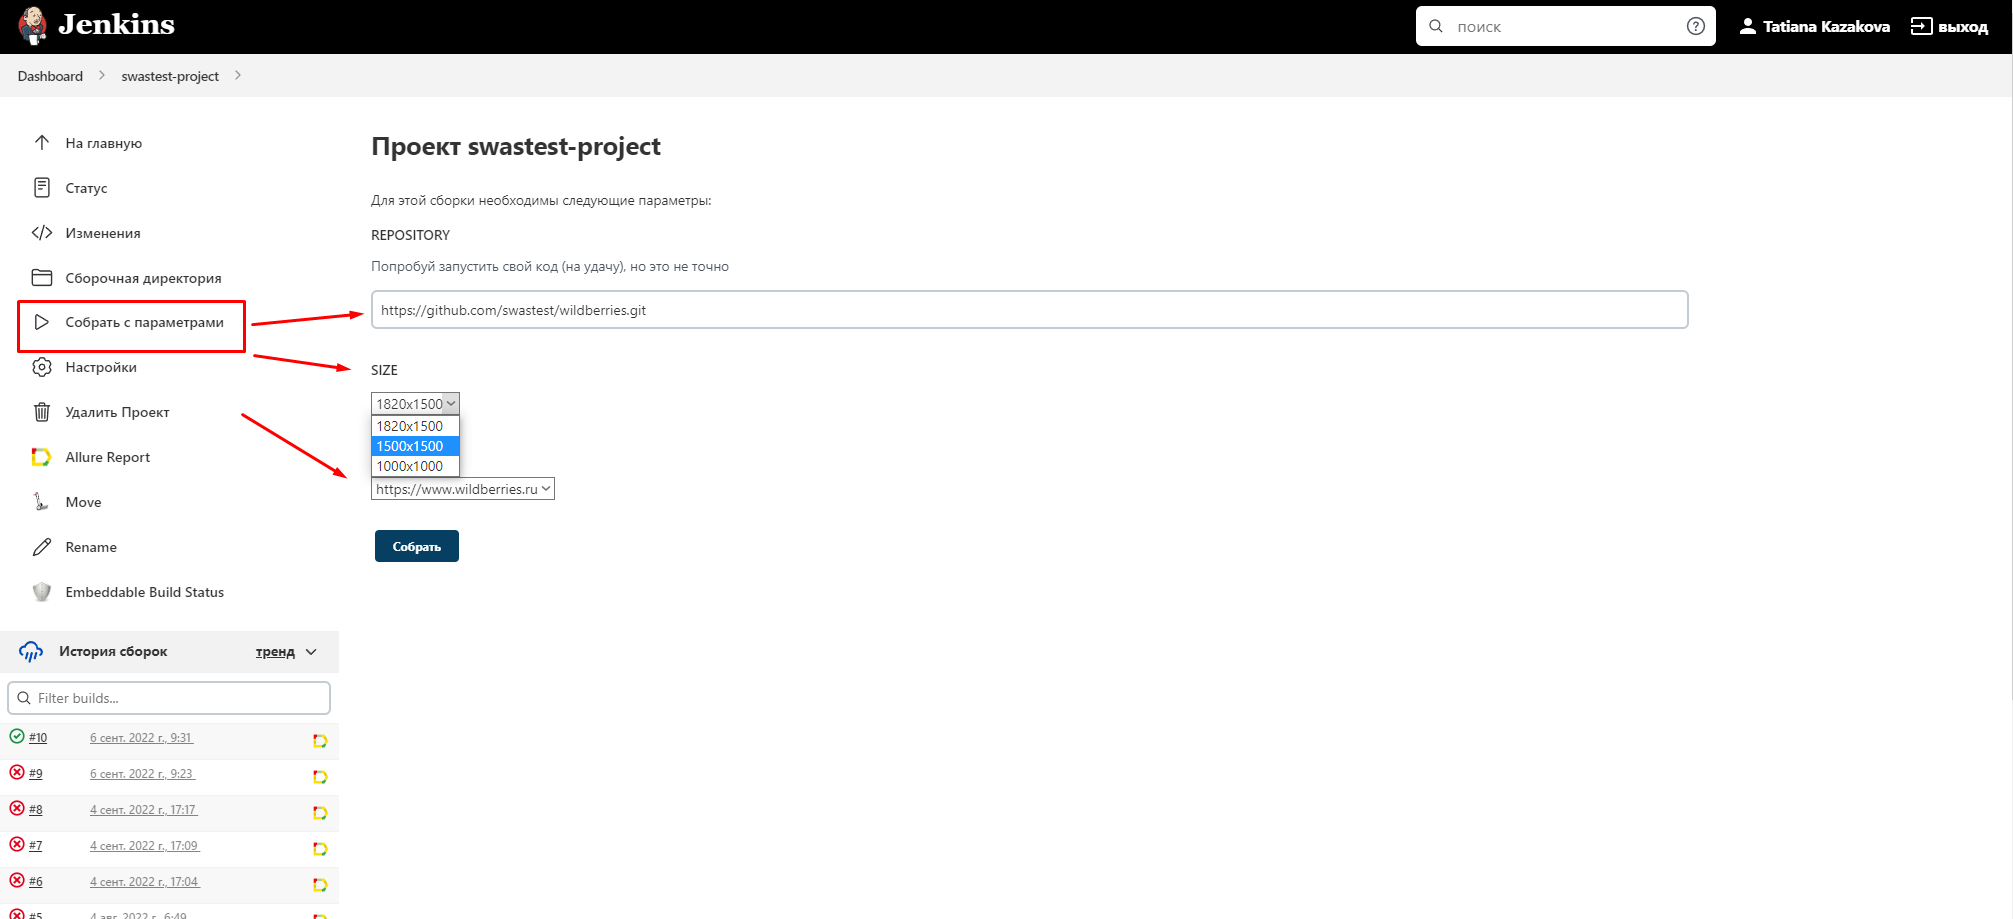 Jenkins
поиск
Tatiana Kazakova
выход
Dashboard
swastest-project
На главную
Статус
Изменения
Сборочная директория
Собрать с параметрами
Настройки
Удалить Проект
Allure Report
Move
Rename
Embeddable Build Status
История сборок
тренд
Filter builds...
#10 6 сент. 2022 г., 9:31
#9 6 сент. 2022 г., 9:23
#8 4 сент. 2022 г., 17:17
#7 4 сент. 2022 г., 17:09
#6 4 сент. 2022 г., 17:04
#5 4 авг. 2022 г., 6:49
Проект swastest-project
Для этой сборки необходимы следующие параметры:
REPOSITORY
Попробуй запустить свой код (на удачу), но это не точно
https://github.com/swastest/wildberries.git
SIZE
1820x1500
1820x1500
1500x1500
1000x1000
https://www.wildberries.ru
Собрать